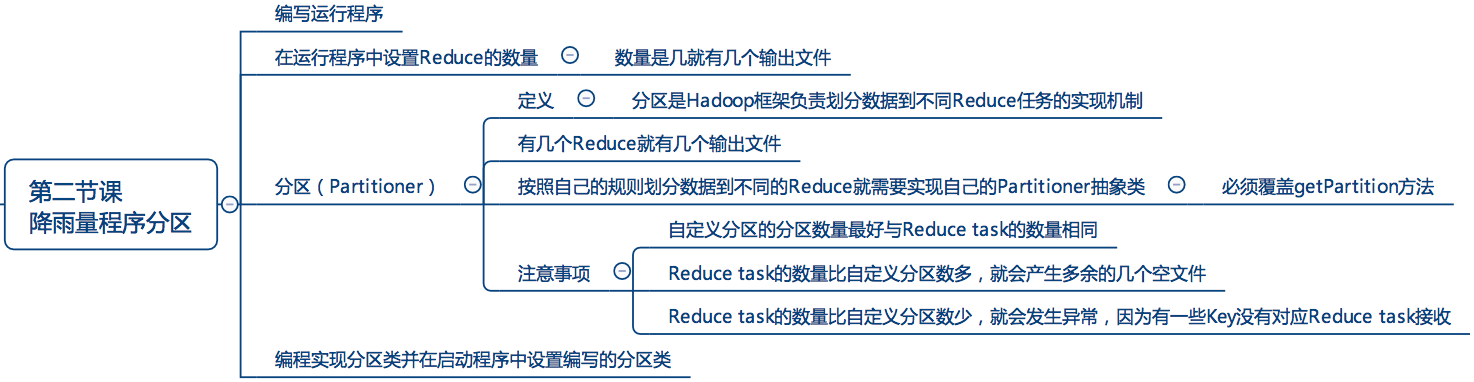 第二节课
降雨量程序分区
编写运行程序
在运行程序中设置Reduce的数量
数量是几就有几个输出文件
分区（Partitioner）
定义
分区是Hadoop框架负责划分数据到不同Reduce任务的实现机制
有几个Reduce就有几个输出文件
按照自己的规则划分数据到不同的Reduce就需要实现自己的Partitioner抽象类
必须覆盖getPartition方法
注意事项
自定义分区的分区数量最好与Reduce task的数量相同
Reduce task的数量比自定义分区数多，就会产生多余的几个空文件
Reduce task的数量比自定义分区数少，就会发生异常，因为有一些Key没有对应Reduce task接收
编程实现分区类并在启动程序中设置编写的分区类